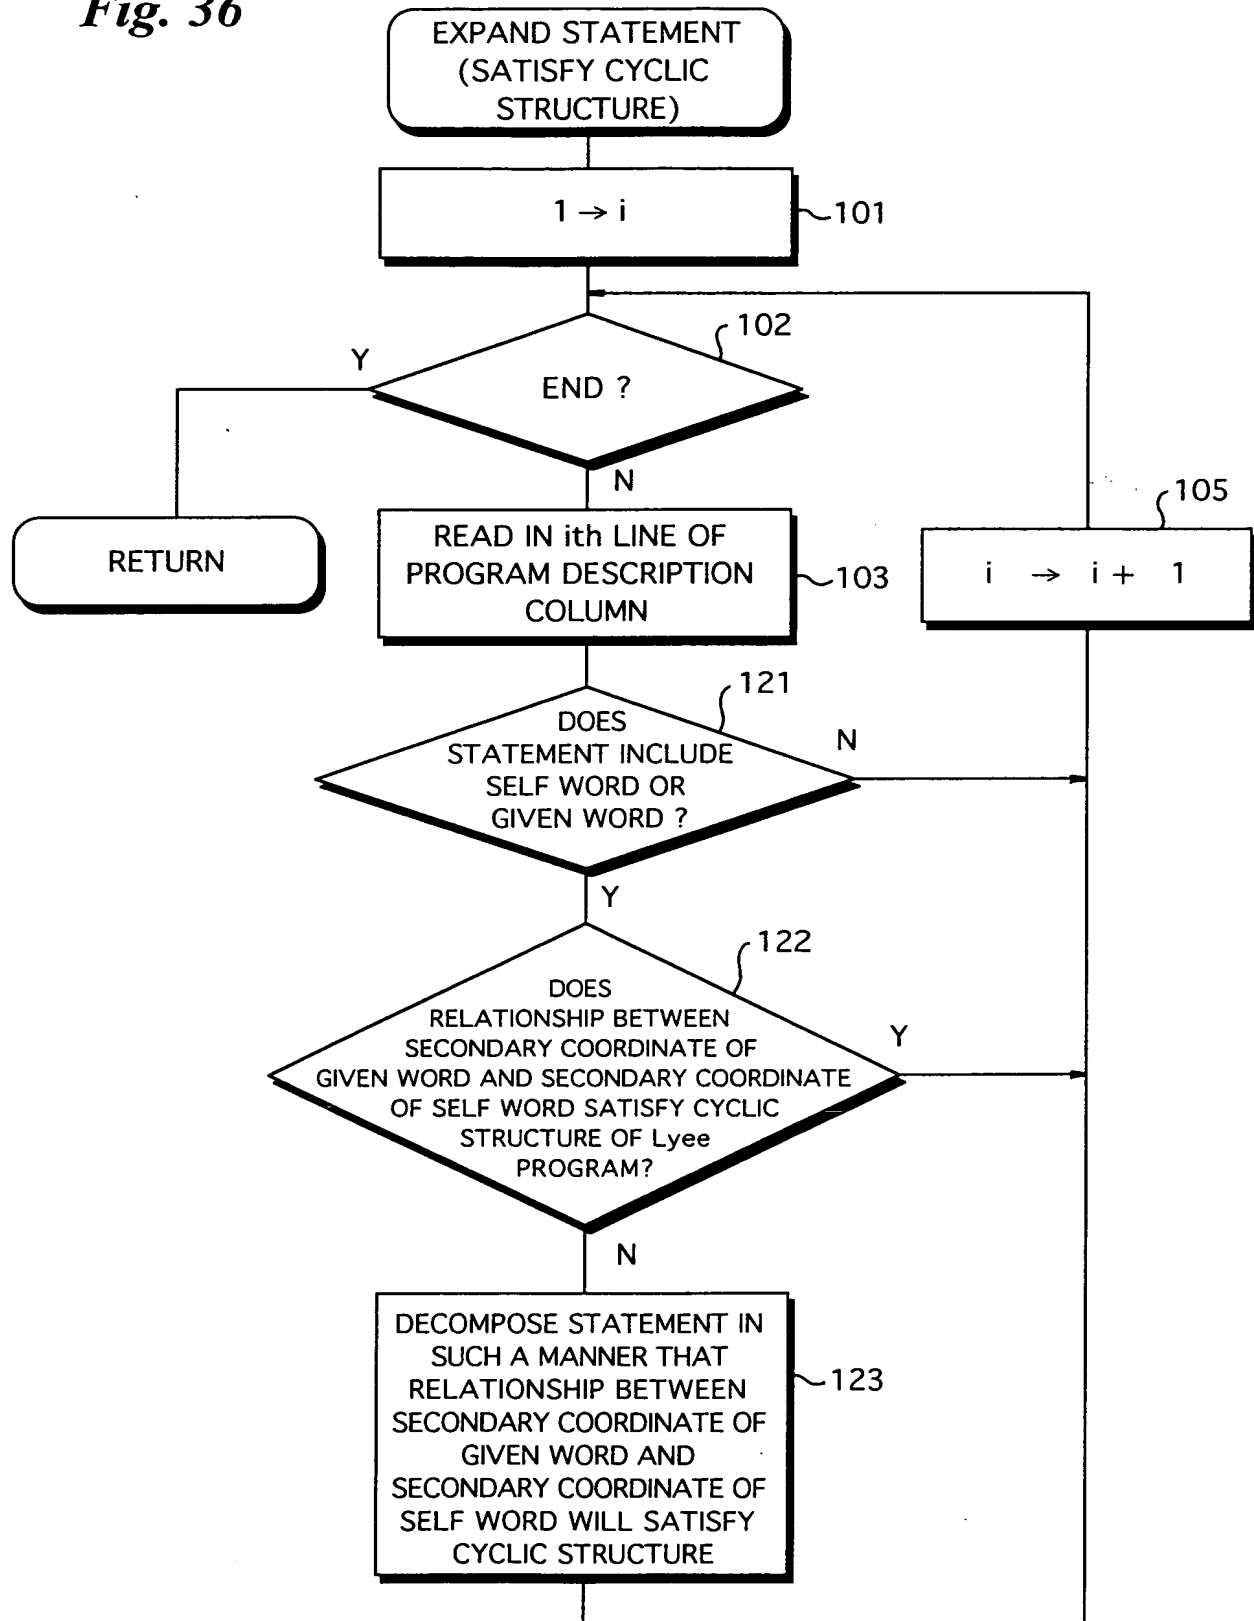 Fig. 36
EXPAND STATEMENT
(SATISFY CYCLIC
STRUCTURE)
1 → i
101
102
Y
END ?
N
105
RETURN
READ IN ith LINE OF
PROGRAM DESCRIPTION
COLUMN
103
i → i + 1
121
DOES
STATEMENT INCLUDE
SELF WORD OR
GIVEN WORD ?
N
Y
122
DOES
RELATIONSHIP BETWEEN
SECONDARY COORDINATE OF
GIVEN WORD AND SECONDARY COORDINATE
OF SELF WORD SATISFY CYCLIC
STRUCTURE OF Lyee
PROGRAM?
Y
N
DECOMPOSE STATEMENT IN
SUCH A MANNER THAT
RELATIONSHIP BETWEEN
SECONDARY COORDINATE OF
GIVEN WORD AND
SECONDARY COORDINATE OF
SELF WORD WILL SATISFY
CYCLIC STRUCTURE
123